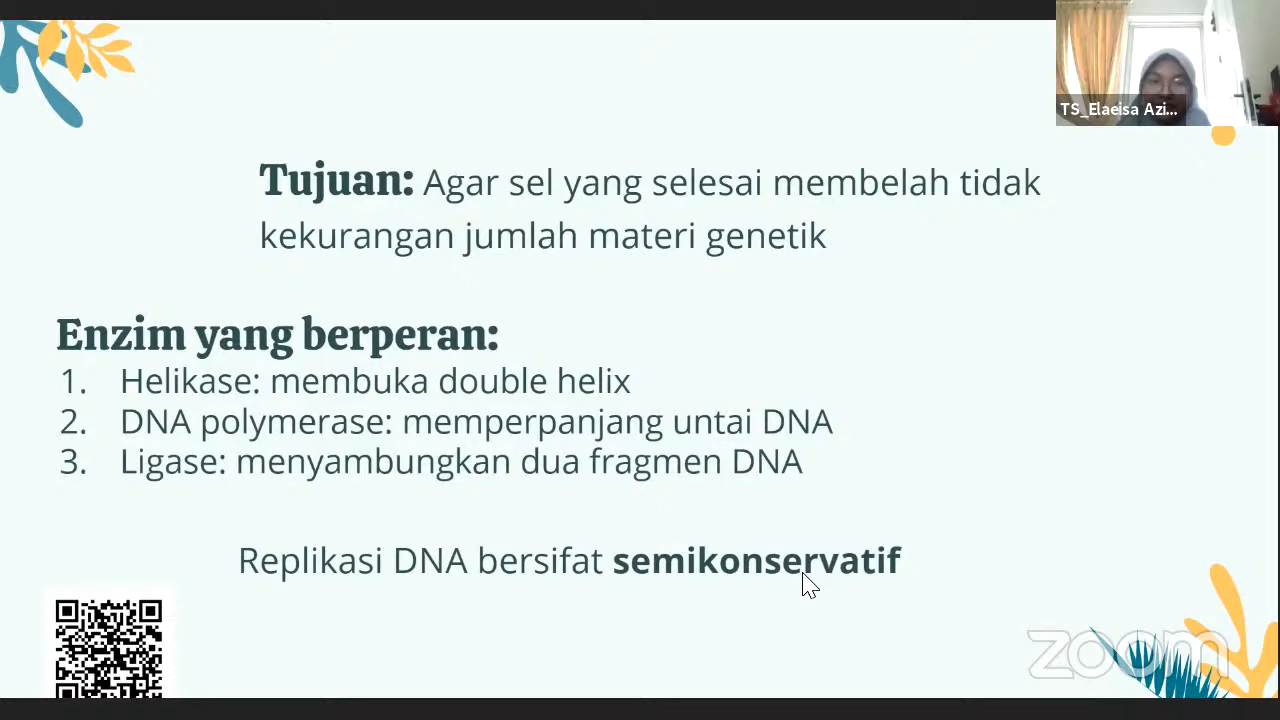 TS_Elaeisa Azi...
Tujuan: Agar sel yang selesai membelah tidak
kekurangan jumlah materi genetik
Enzim yang berperan:
1. Helikase: membuka double helix
2. DNA polymerase: memperpanjang untai DNA
3. Ligase: menyambungkan dua fragmen DNA
Replikasi DNA bersifat semikonservatif
zoom